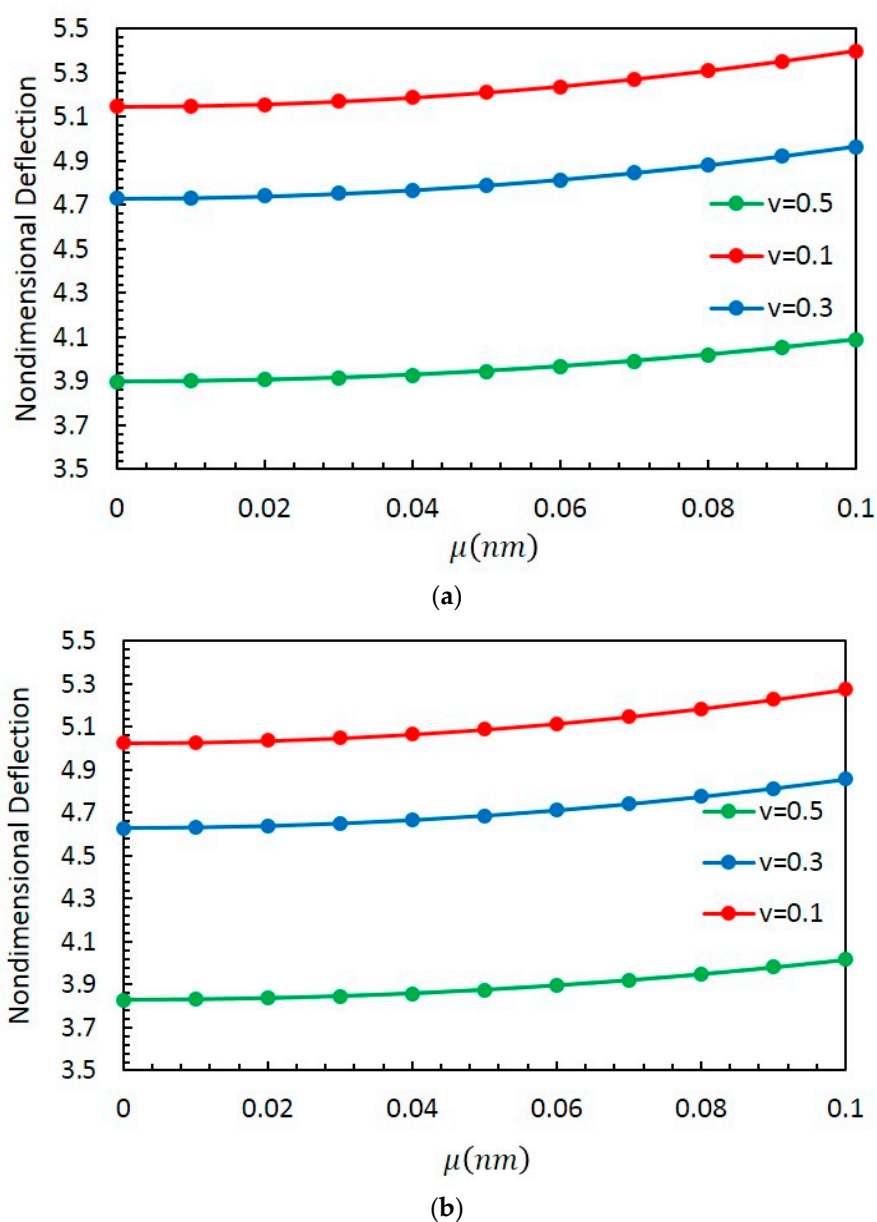 Nondimensional Deflection
5.5
5.3
5.1
4.9
4.7
4.5
4.3
4.1
3.9
3.7
3.5
v=0.5
v=0.1
v=0.3
0 0.02 0.04 0.06 0.08 0.1
μ(nm)
(a)
Nondimensional Deflection
5.5
5.3
5.1
4.9
4.7
4.5
4.3
4.1
3.9
3.7
3.5
v=0.5
v=0.3
v=0.1
0 0.02 0.04 0.06 0.08 0.1
μ(nm)
(b)